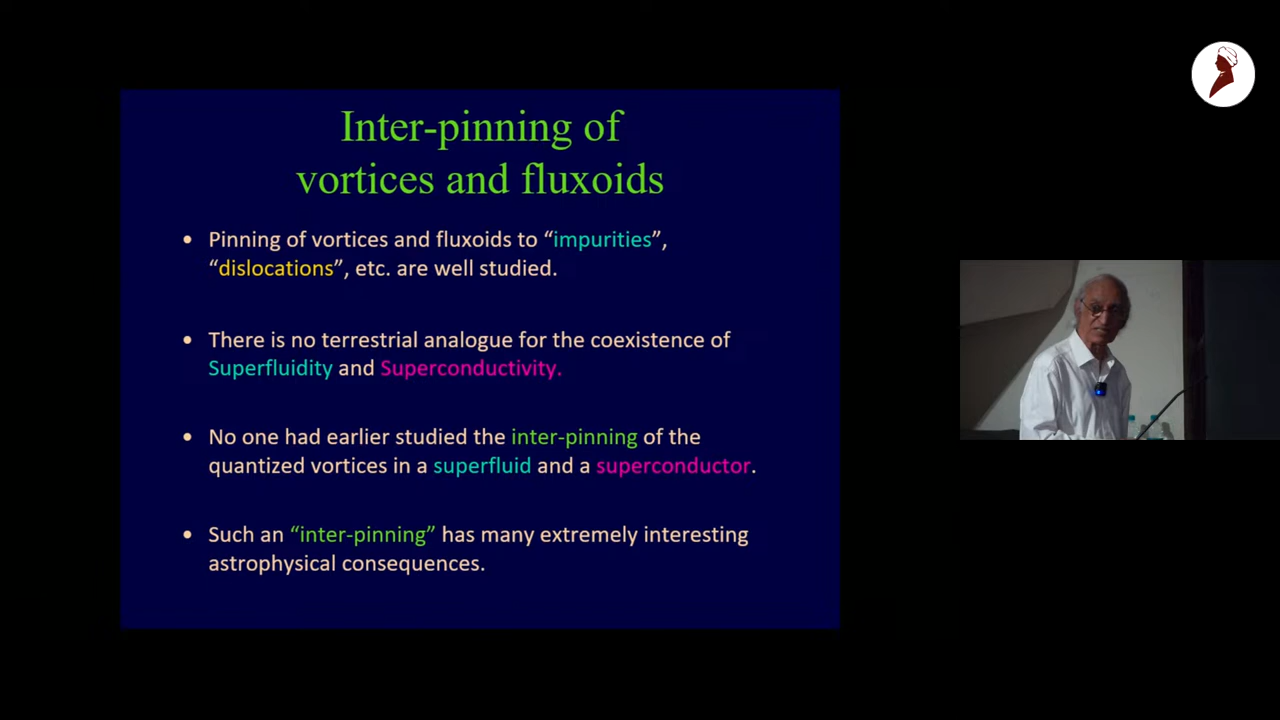 Inter-pinning of
vortices and fluxoids
• Pinning of vortices and fluxoids to “impurities”,
“dislocations”, etc. are well studied.
• There is no terrestrial analogue for the coexistence of
Superfluidity and Superconductivity.
• No one had earlier studied the inter-pinning of the
quantized vortices in a superfluid and a superconductor.
• Such an “inter-pinning” has many extremely interesting
astrophysical consequences.